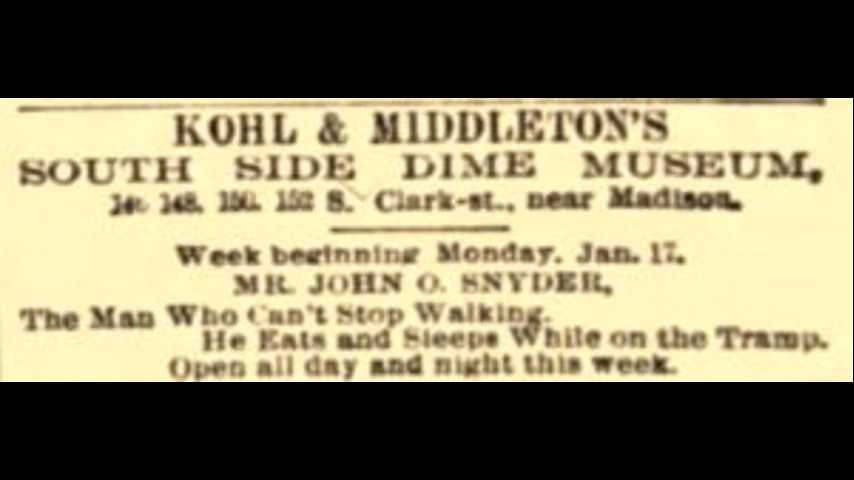 KOHL & MIDDLETON'S
SOUTH SIDE DIME MUSEUM,
148, 150, 152 S. Clark-st., near Madison.
Week beginning Monday, Jan. 17.
MR. JOHN O. SNYDER,
The Man Who Can't Stop Walking.
He Eats and Sleeps While on the Tramp.
Open all day and night this week.